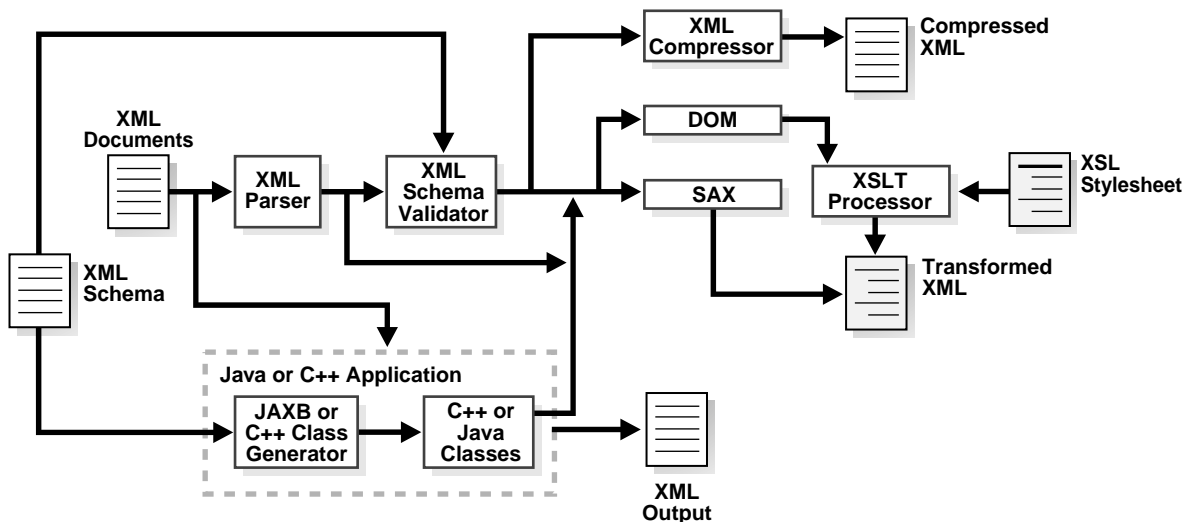 XML
Compressor
Compressed
XML
XML
Documents
DOM
XML
Parser
XML
Schema
Validator
SAX
XSLT
Processor
XSL
Stylesheet
XML
Schema
Transformed
XML
Java or C++ Application
JAXB or
C++ Class
Generator
C++ or
Java
Classes
XML
Output